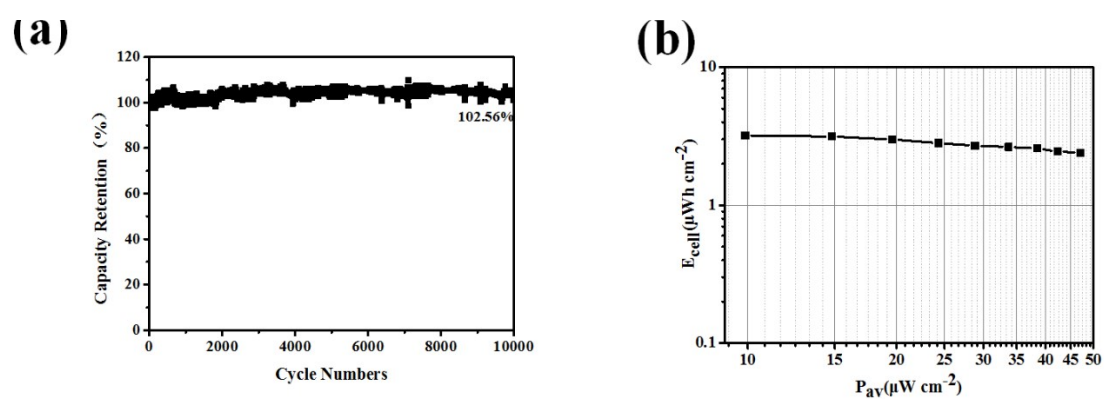 (a)
120
100
80
60
40
20
0
Capacity Retention (%)
102.56%
0 2000 4000 6000 8000 10000
Cycle Numbers
(b)
10
1
0.1
E_cell(μWh cm⁻²)
10 15 20 25 30 35 40 45 50
P_av(μW cm⁻²)